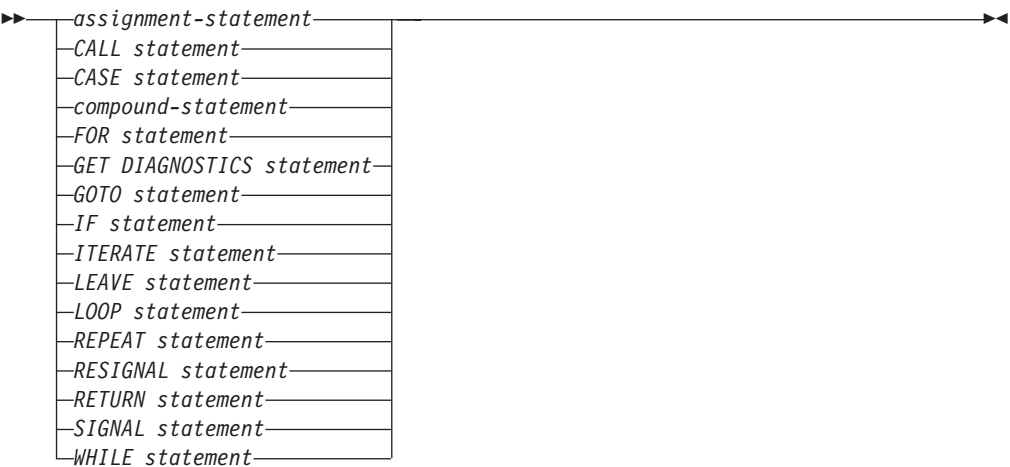 assignment-statement
CALL statement
CASE statement
compound-statement
FOR statement
GET DIAGNOSTICS statement
GOTO statement
IF statement
ITERATE statement
LEAVE statement
LOOP statement
REPEAT statement
RESIGNAL statement
RETURN statement
SIGNAL statement
WHILE statement